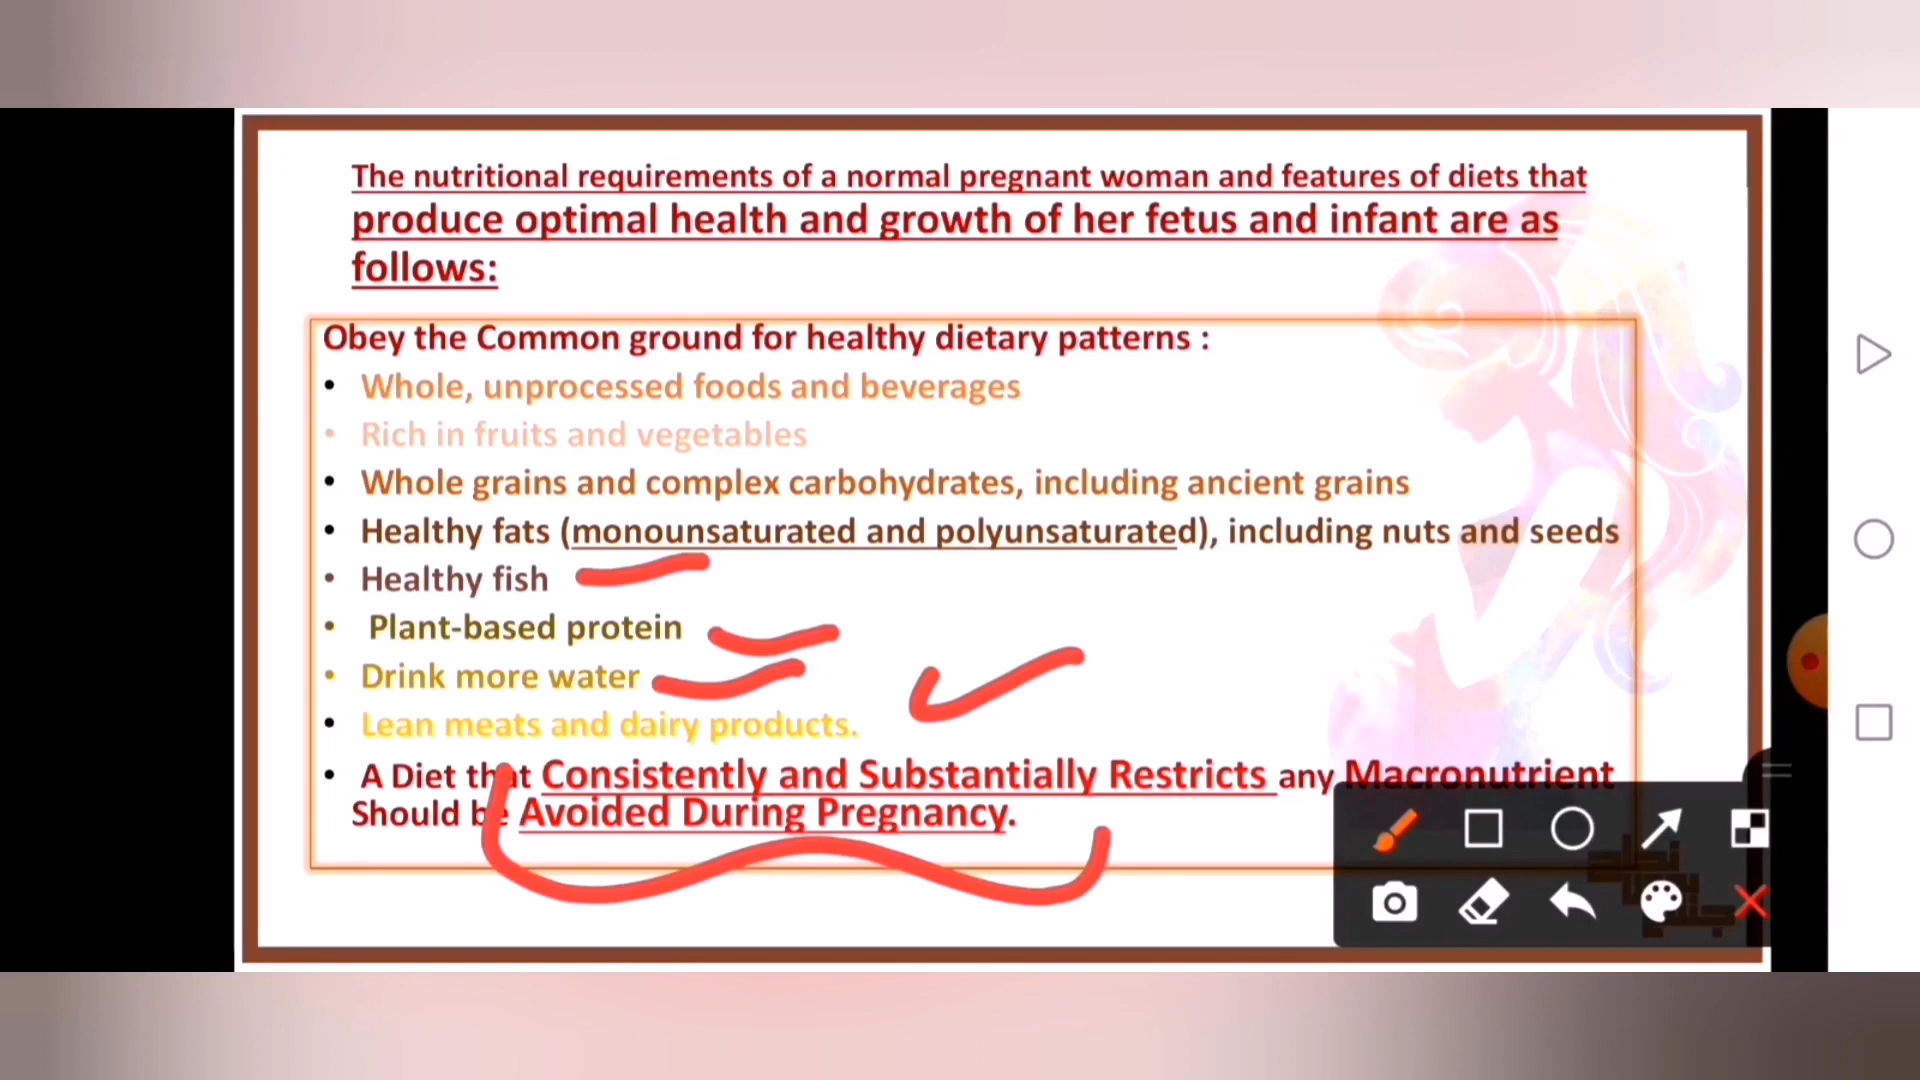 The nutritional requirements of a normal pregnant woman and features of diets that
produce optimal health and growth of her fetus and infant are as
follows:
Obey the Common ground for healthy dietary patterns :
• Whole, unprocessed foods and beverages
• Rich in fruits and vegetables
• Whole grains and complex carbohydrates, including ancient grains
• Healthy fats (monounsaturated and polyunsaturated), including nuts and seeds
• Healthy fish
• Plant-based protein
• Drink more water
• Lean meats and dairy products.
• A Diet that Consistently and Substantially Restricts any Macronutrient
Should be Avoided During Pregnancy.